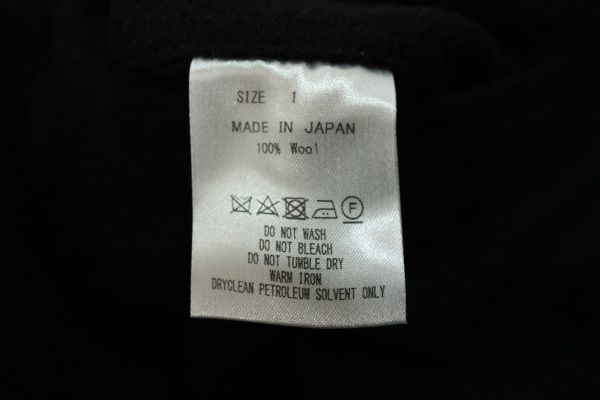 SIZE 1
MADE IN JAPAN
100% Wool
F
DO NOT WASH
DO NOT BLEACH
DO NOT TUMBLE DRY
WARM IRON
DRYCLEAN PETROLEUM SOLVENT ONLY